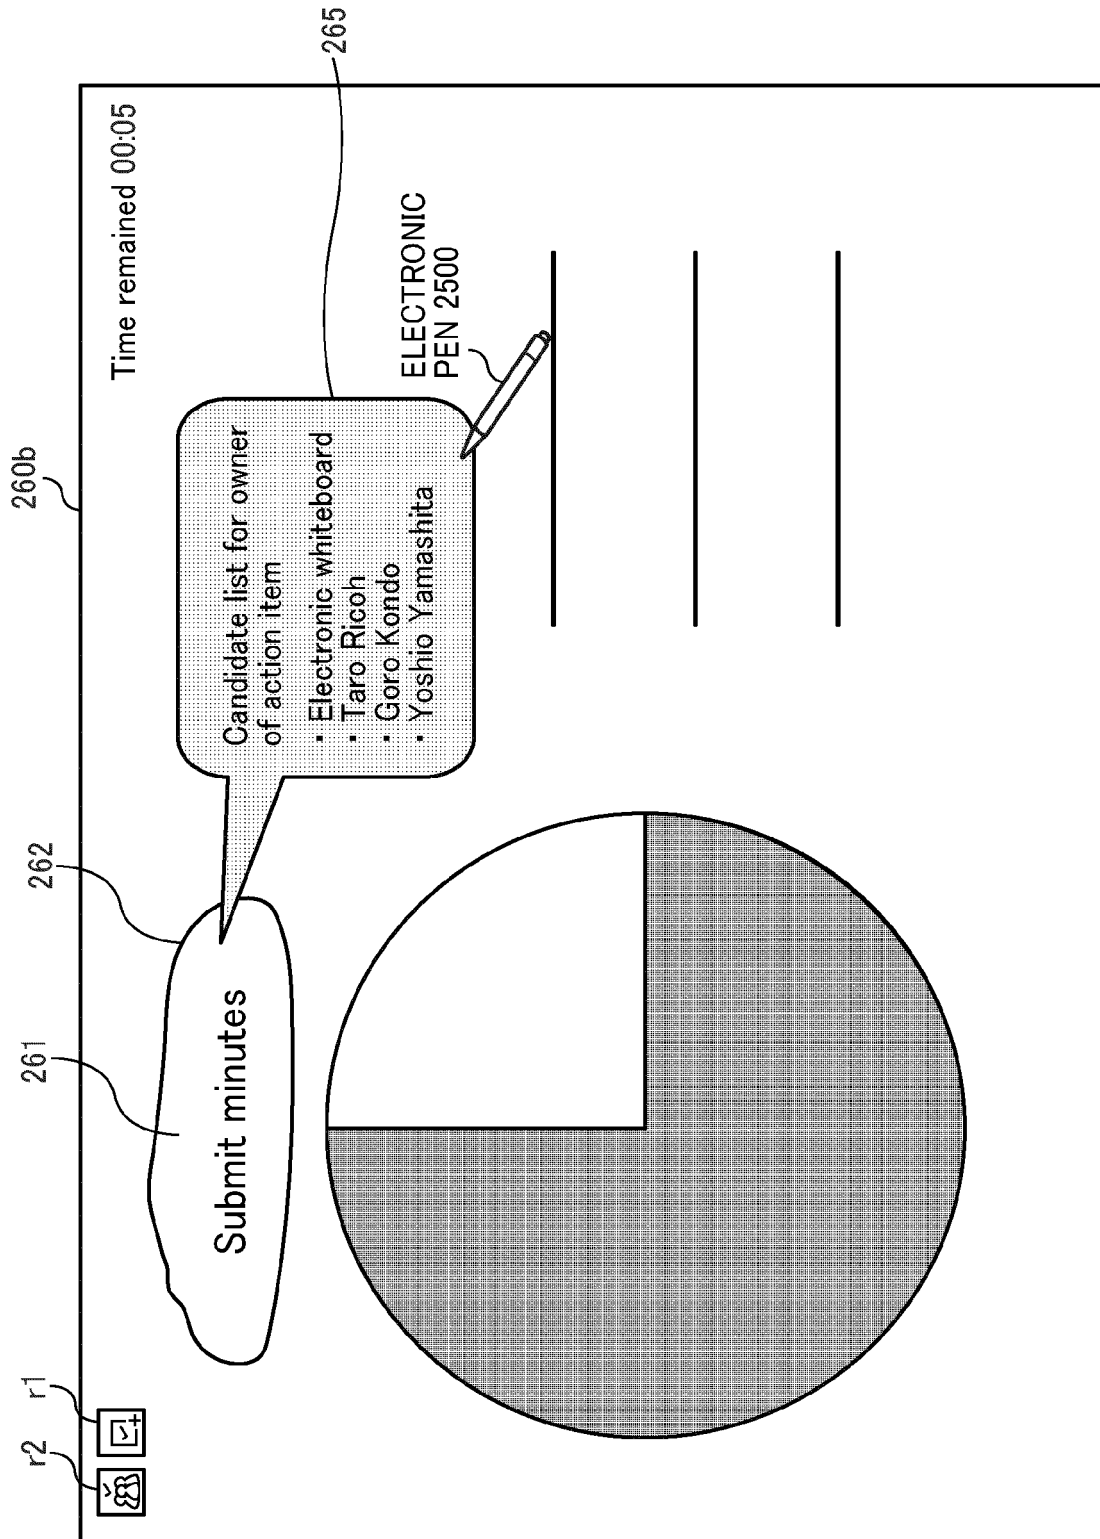 260b
r2
r1
261
262
265
Time remained 00:05
Submit minutes
Candidate list for owner
of action item
・Electronic whiteboard
・Taro Ricoh
・Goro Kondo
・Yoshio Yamashita
ELECTRONIC
PEN 2500